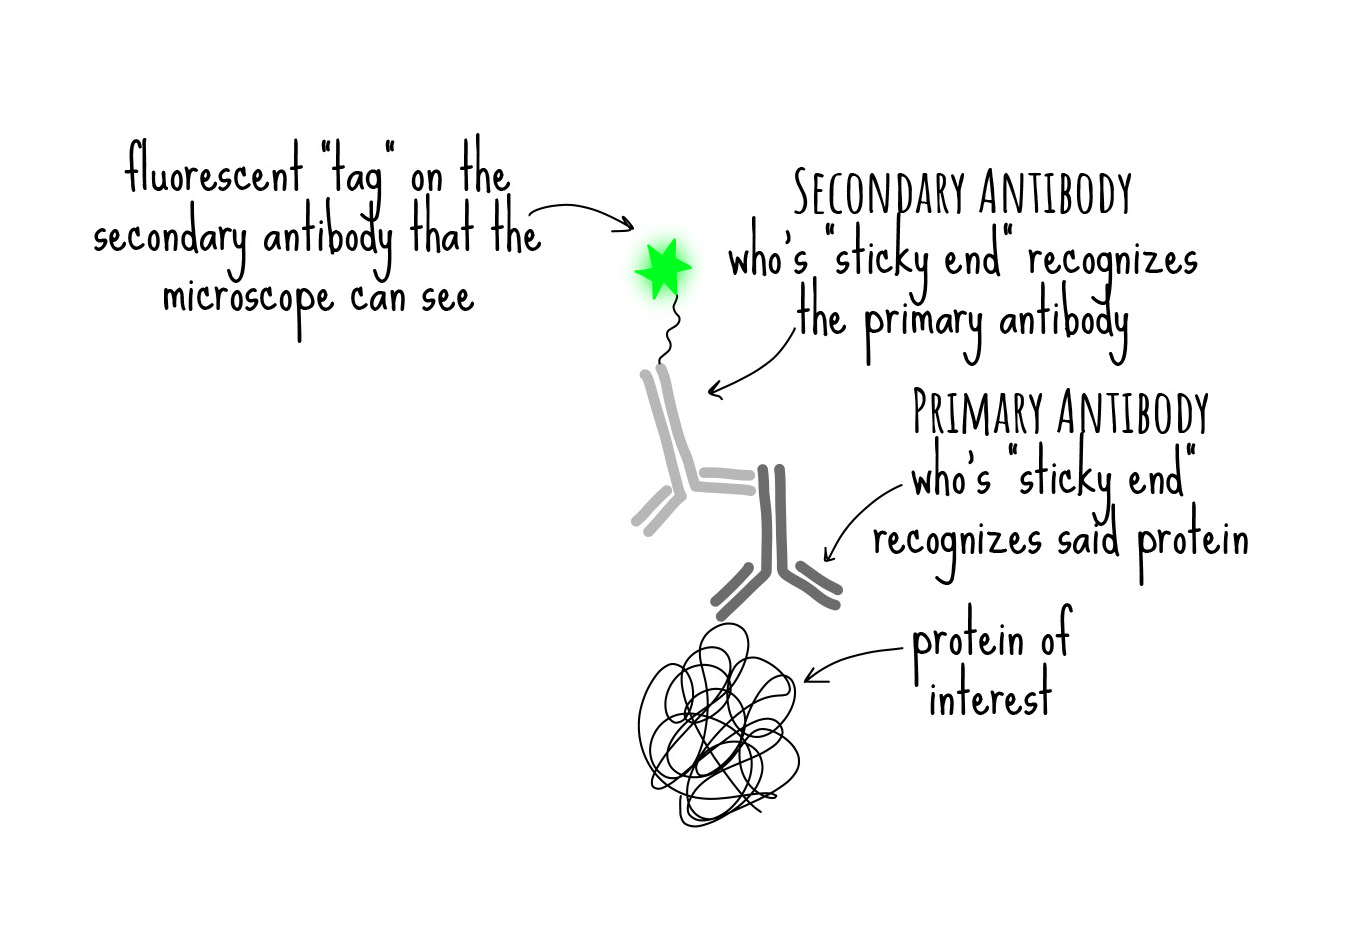 fluorescent "tag" on the
secondary antibody that the
microscope can see
SECONDARY ANTIBODY
who's "sticky end" recognizes
the primary antibody
PRIMARY ANTIBODY
who's "sticky end"
recognizes said protein
protein of
interest